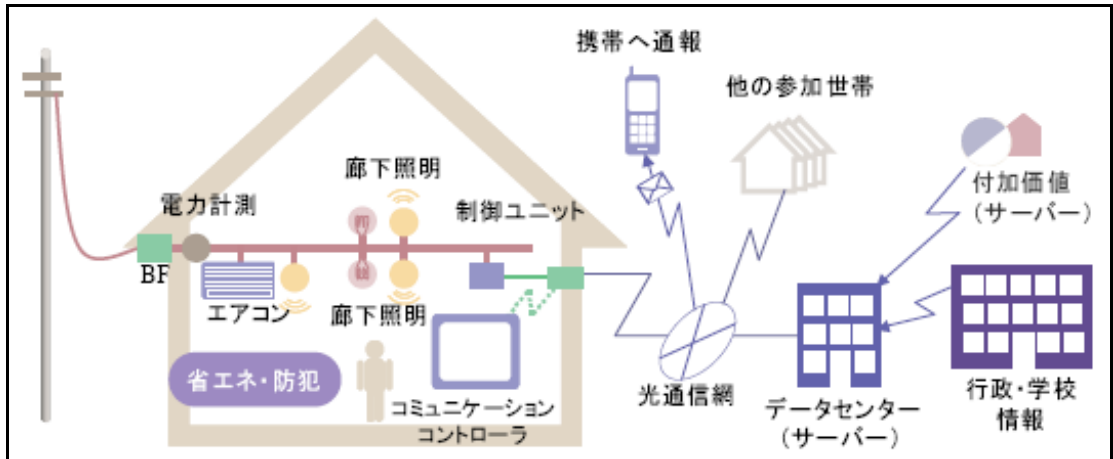 携帯へ通報
他の参加世帯
廊下照明
付加価値
(サーバー)
電力計測
制御ユニット
BF
エアコン
廊下照明
省エネ・防犯
コミュニケーション
コントローラ
光通信網
データセンター
(サーバー)
行政・学校
情報